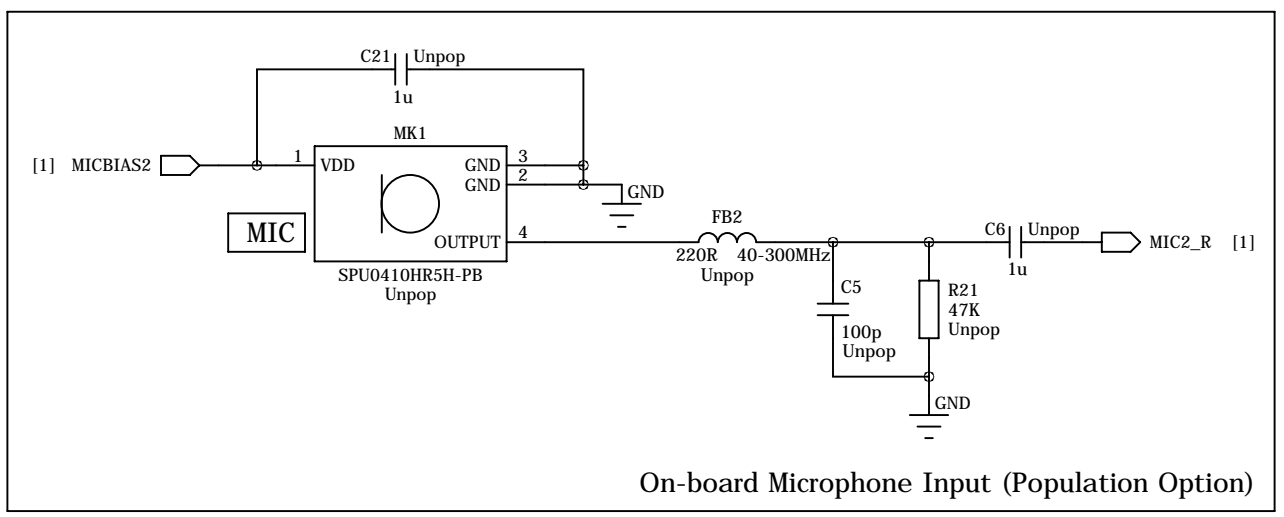 C21 Unpop
1u
MK1
[1] MICBIAS2 1 VDD GND 3
GND 2
GND
MIC
OUTPUT 4
FB2
C6 Unpop
MIC2_R [1]
220R 40-300MHz
Unpop
1u
SPU0410HR5H-PB
Unpop
C5
R21
47K
Unpop
100p
Unpop
GND
On-board Microphone Input (Population Option)